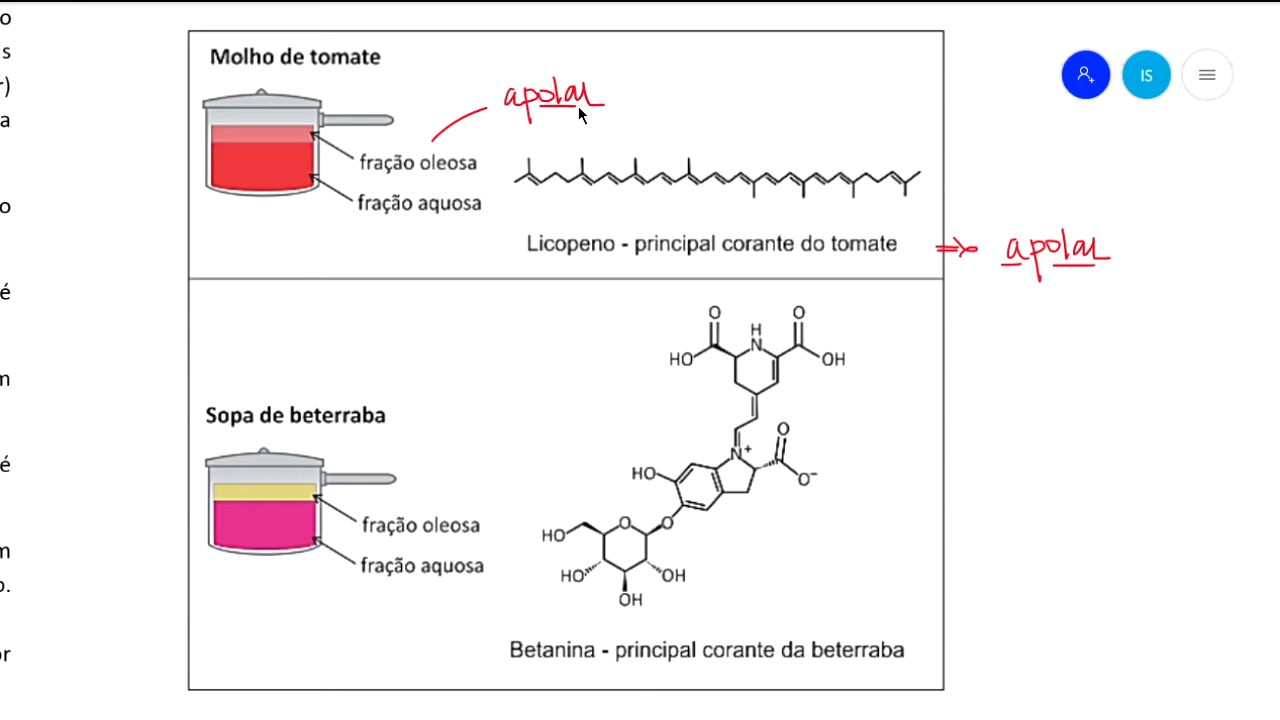 o
s
r)
a
o
é
m
é
m
o.
or
Molho de tomate
apolar
fração oleosa
fração aquosa
Licopeno - principal corante do tomate
=> apolar
IS
Sopa de beterraba
fração oleosa
fração aquosa
O
O
H
N
HO
OH
O
N+
HO
O-
O
O
HO
HO
OH
OH
Betanina - principal corante da beterraba